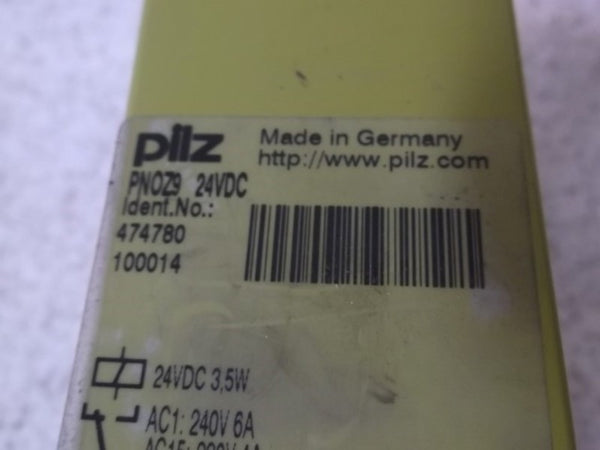 pilz
Made in Germany
http://www.pilz.com
PNOZ9 24VDC
Ident.No.:
474780
100014
24VDC 3,5W
AC1: 240V 6A
AC15: